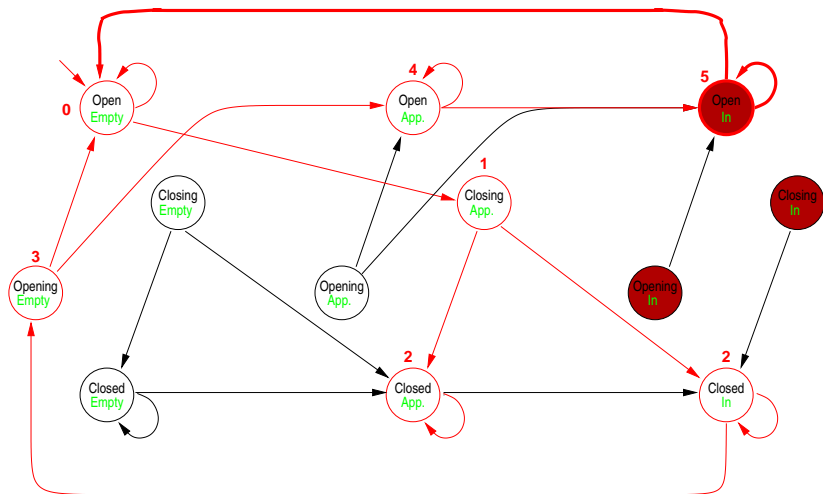 4
5
0
Open
Empty
Open
App.
Open
In
1
Closing
Empty
Closing
App.
Closing
In
3
Opening
Empty
Opening
App.
Opening
In
2
2
Closed
Empty
Closed
App.
Closed
In